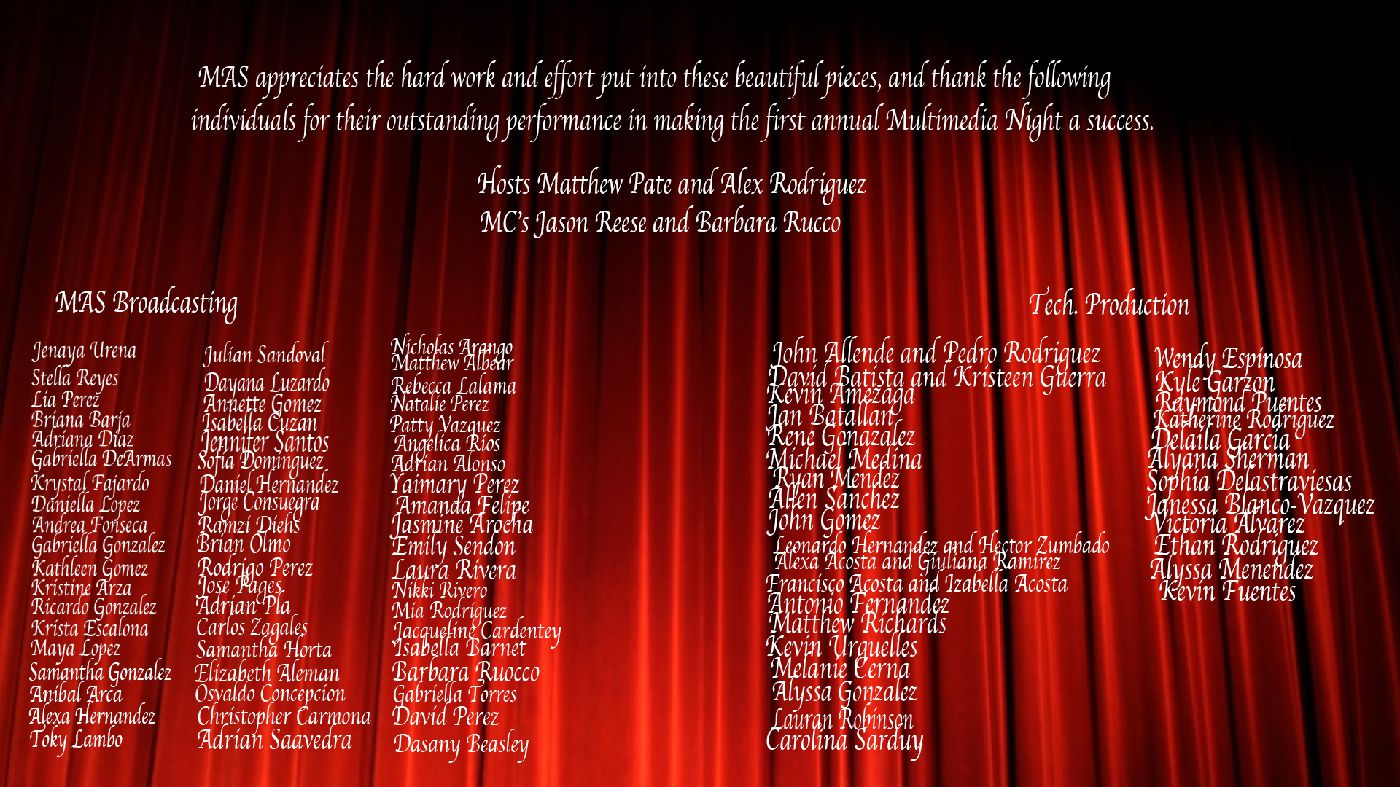 MAS appreciates the hard work and effort put into these beautiful pieces, and thank the following
individuals for their outstanding performance in making the first annual Multimedia Night a success.
Hosts Matthew Pate and Alex Rodriguez
MC's Jason Reese and Barbara Rucco
MAS Broadcasting
Jenaya Urena
Stella Reyes
Lia Perez
Briana Barja
Adriana Diaz
Gabriella DeArmas
Krystal Fajardo
Daniella Lopez
Andrea Fonseca
Gabriella Gonzalez
Kathleen Gomez
Kristine Arza
Ricardo Gonzalez
Krista Escalona
Maya Lopez
Samantha Gonzalez
Anibal Arca
Alexa Hernandez
Toky Lambo
Julian Sandoval
Dayana Luzardo
Annette Gomez
Isabella Cuzan
Jennifer Santos
Sofia Dominguez
Daniel Hernandez
Jorge Consuegra
Ramzi Diehs
Brian Olmo
Rodrigo Perez
Jose Pages
Adrian Pla
Carlos Zagales
Samantha Horta
Elizabeth Aleman
Osvaldo Concepcion
Christopher Carmona
Adrian Saavedra
Nicholas Arango
Matthew Albear
Rebecca Lalama
Natalie Perez
Patty Vazquez
Angelica Rios
Adrian Alonso
Yaimary Perez
Amanda Felipe
Jasmine Arocha
Emily Sendon
Laura Rivera
Nikki Rivero
Mia Rodriguez
Jacqueline Cardentey
Isabella Barnet
Barbara Ruocco
Gabriella Torres
David Perez
Dasany Beasley
Tech. Production
John Allende and Pedro Rodriguez
David Batista and Kristeen Guerra
Kevin Amezaga
Jan Batallan
Rene Gonazalez
Michael Medina
Ryan Mendez
Allen Sanchez
John Gomez
Leonardo Hernandez and Hector Zumbado
Alexa Acosta and Giuliana Ramirez
Francisco Acosta and Izabella Acosta
Antonio Fernandez
Matthew Richards
Kevin Urquelles
Melanie Cerna
Alyssa Gonzalez
Lauran Robinson
Carolina Sarduy
Wendy Espinosa
Kyle Garzon
Raymond Puentes
Katherine Rodriguez
Delaila Garcia
Alyana Sherman
Sophia Delastraviesas
Janessa Blanco-Vazquez
Victoria Alvarez
Ethan Rodriguez
Alyssa Menendez
Kevin Fuentes